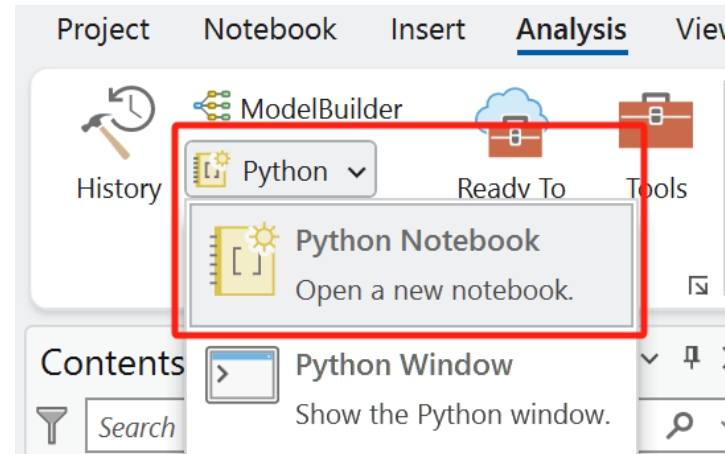 Project Notebook Insert Analysis View
ModelBuilder
Python
History
Ready To
Tools
Python Notebook
Open a new notebook.
Contents
Python Window
Show the Python window.
Search